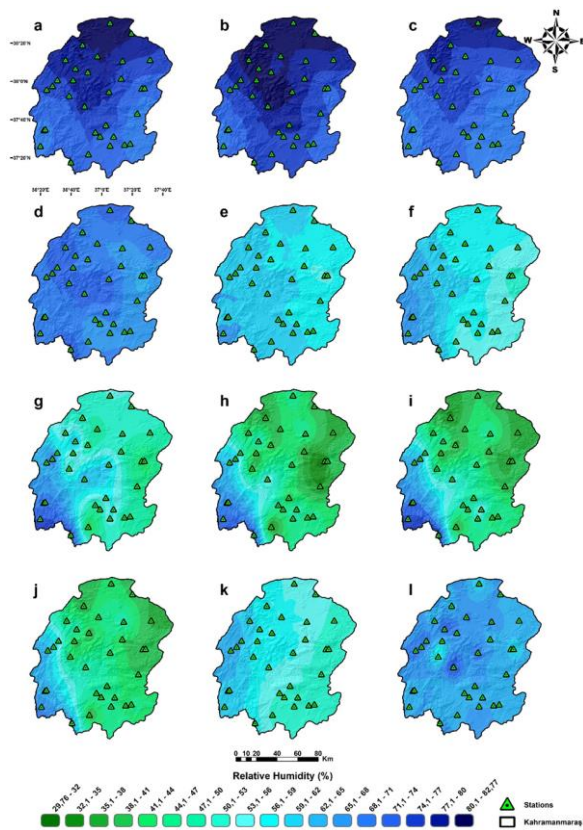 a
b
c
N
W
E
S
+38°20'N
+38°0'N
+37°40'N
+37°20'N
36°20'E 36°40'E 37°0'E 37°20'E 37°40'E
d
e
f
g
h
i
j
k
l
0 10 20 40 60 80
Km
Relative Humidity (%)
29,76 - 32
32,1 - 35
35,1 - 38
38,1 - 41
41,1 - 44
44,1 - 47
47,1 - 50
50,1 - 53
53,1 - 56
56,1 - 59
59,1 - 62
62,1 - 65
65,1 - 68
68,1 - 71
71,1 - 74
74,1 - 77
77,1 - 80
80,1 - 82,77
Stations
Kahramanmaraş